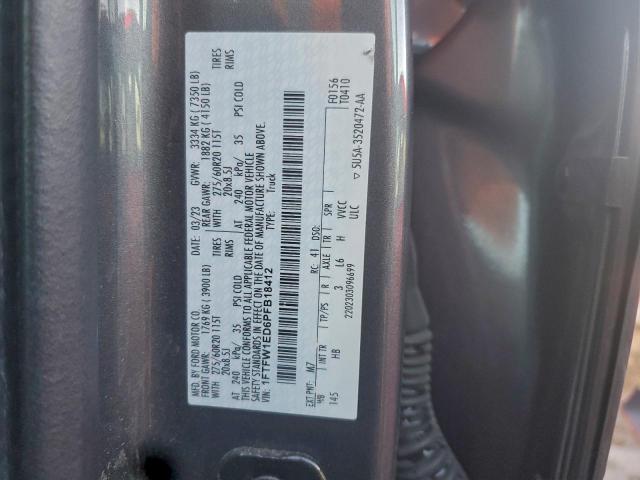 MFD. BY FORD MOTOR CO.
DATE: 03/23 GVWR: 3334 KG ( 7350 LB)
FRONT GAWR: 1769 KG ( 3900 LB) REAR GAWR: 1882 KG ( 4150 LB)
WITH 275/60R20 115T TIRES WITH 275/60R20 115T TIRES
20x8.5J RIMS 20x8.5J RIMS
AT 240 kPa/ 35 PSI COLD AT 240 kPa/ 35 PSI COLD
THIS VEHICLE CONFORMS TO ALL APPLICABLE FEDERAL MOTOR VEHICLE
SAFETY STANDARDS IN EFFECT ON THE DATE OF MANUFACTURE SHOWN ABOVE.
VIN: 1FTFW1ED6PFB18412 TYPE: Truck
F0156
T0410
EXT PNT: M7 RC: 41 DSO:
WB INT TR TP/PS R AXLE TR SPR
145 HB 3 L6 H VVCC
2202303096699 ULC
▽ 5U5A-3520472-AA